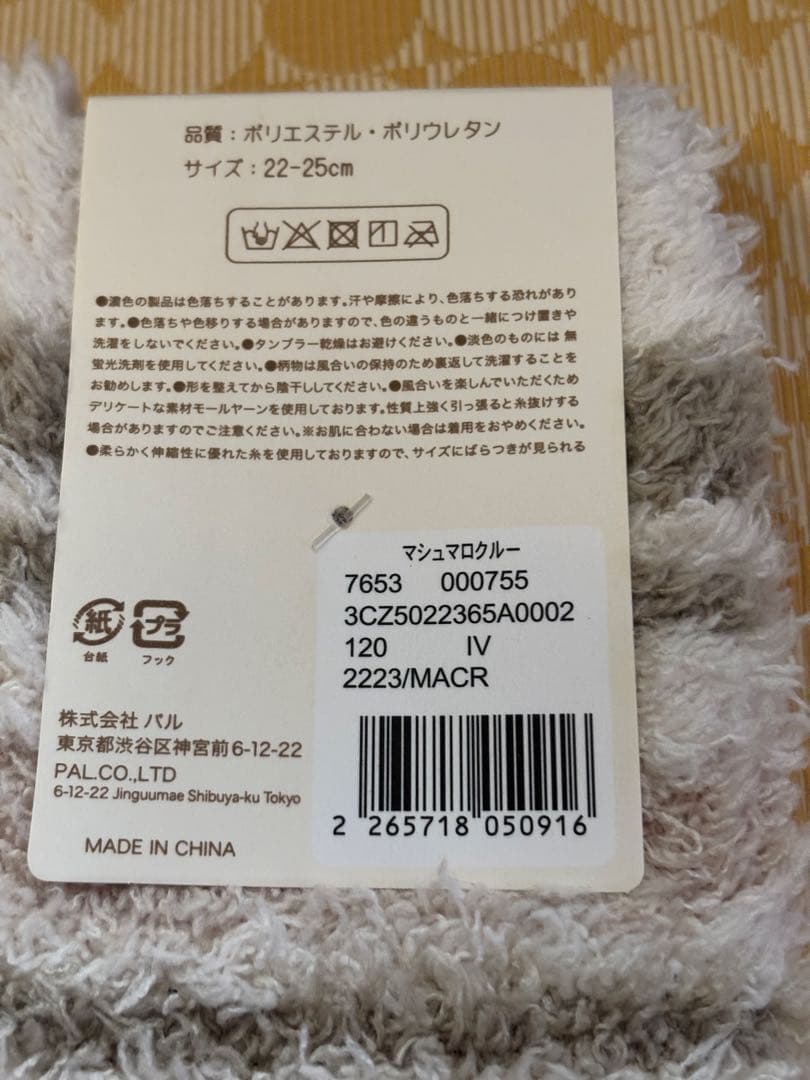 品質：ポリエステル・ポリウレタン
サイズ：22-25cm
●濃色の製品は色落ちすることがあります。汗や摩擦により、色落ちする恐れがあり
ます。●色落ちや色移りする場合がありますので、色の違うものと一緒につけ置きや
洗濯をしないでください。●タンブラー乾燥はお避けください。●淡色のものには 無
蛍光洗剤を使用してください。●柄物は風合いの保持のため裏返して洗濯することを
お勧めします。●形を整えてから陰干ししてください。●風合いを楽しんでいただくため
デリケートな素材モールヤーンを使用しております。性質上強く引っ張ると糸抜けする
場合がありますのでご注意ください。※お肌に合わない場合は着用をおやめください。
●柔らかく伸縮性に優れた糸を使用しておりますので、サイズにばらつきが見られる
マシュマロクルー
7653 000755
3CZ5022365A0002
120 IV
2223/MACR
2 265718 050916
紙 プラ
台紙 フック
株式会社 パル
東京都渋谷区神宮前6-12-22
PAL.CO.,LTD
6-12-22 Jinguumae Shibuya-ku Tokyo
MADE IN CHINA